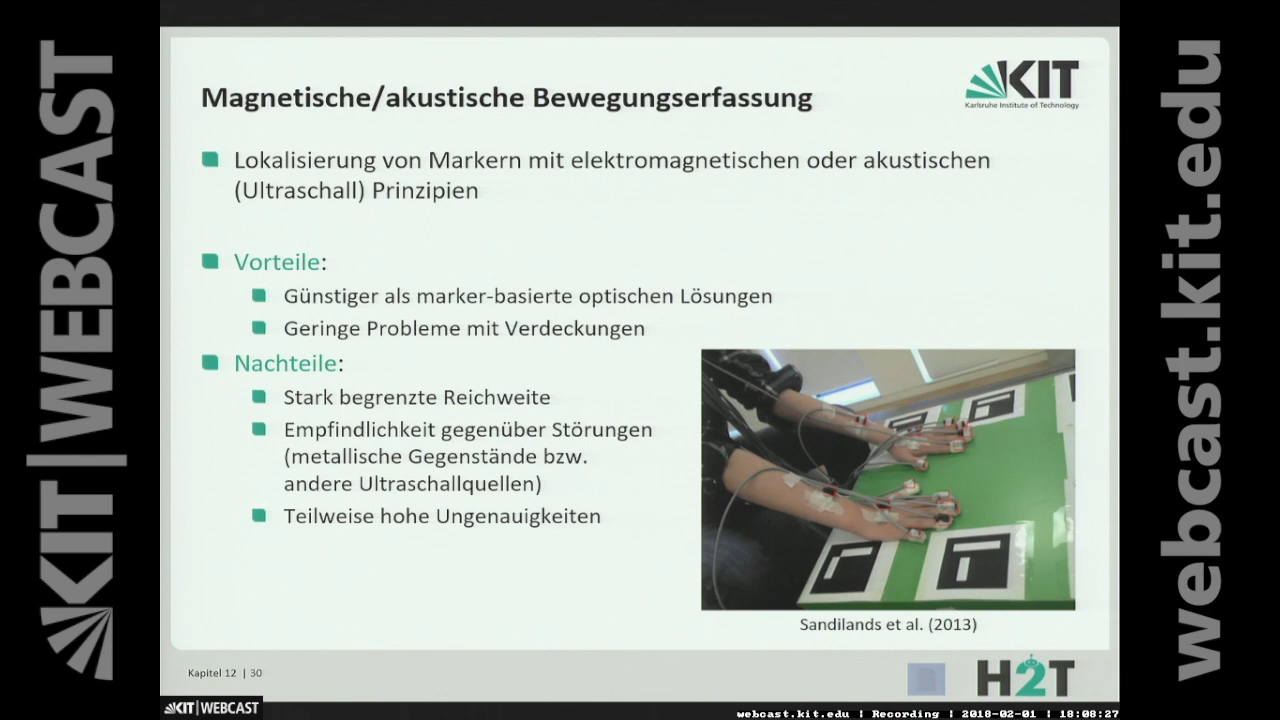 KIT|WEBCAST
webcast.kit.edu
KIT
Karlsruhe Institute of Technology
Magnetische/akustische Bewegungserfassung
Lokalisierung von Markern mit elektromagnetischen oder akustischen
(Ultraschall) Prinzipien
Vorteile:
Günstiger als marker-basierte optischen Lösungen
Geringe Probleme mit Verdeckungen
Nachteile:
Stark begrenzte Reichweite
Empfindlichkeit gegenüber Störungen
(metallische Gegenstände bzw.
andere Ultraschallquellen)
Teilweise hohe Ungenauigkeiten
Sandilands et al. (2013)
Kapitel 12 | 30
H2T
KIT|WEBCAST
webcast.kit.edu | Recording | 2018-02-01 | 18:08:27